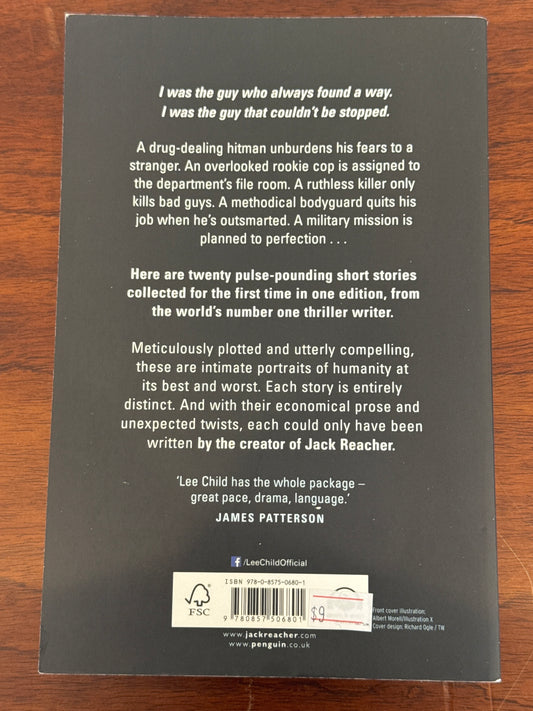 I was the guy who always found a way.
I was the guy that couldn't be stopped.
A drug-dealing hitman unburdens his fears to a
stranger. An overlooked rookie cop is assigned to
the department's file room. A ruthless killer only
kills bad guys. A methodical bodyguard quits his
job when he's outsmarted. A military mission is
planned to perfection . . .
Here are twenty pulse-pounding short stories
collected for the first time in one edition, from
the world's number one thriller writer.
Meticulously plotted and utterly compelling,
these are intimate portraits of humanity at
its best and worst. Each story is entirely
distinct. And with their economical prose and
unexpected twists, each could only have been
written by the creator of Jack Reacher.
'Lee Child has the whole package –
great pace, drama, language.'
JAMES PATTERSON
f /LeeChildOfficial
ISBN 978-0-8575-0680-1
FSC
9 780857 506801
$9
www.jackreacher.com
www.penguin.co.uk
Front cover illustration:
Albert Morell/Illustration X
Cover design: Richard Ogle / TW